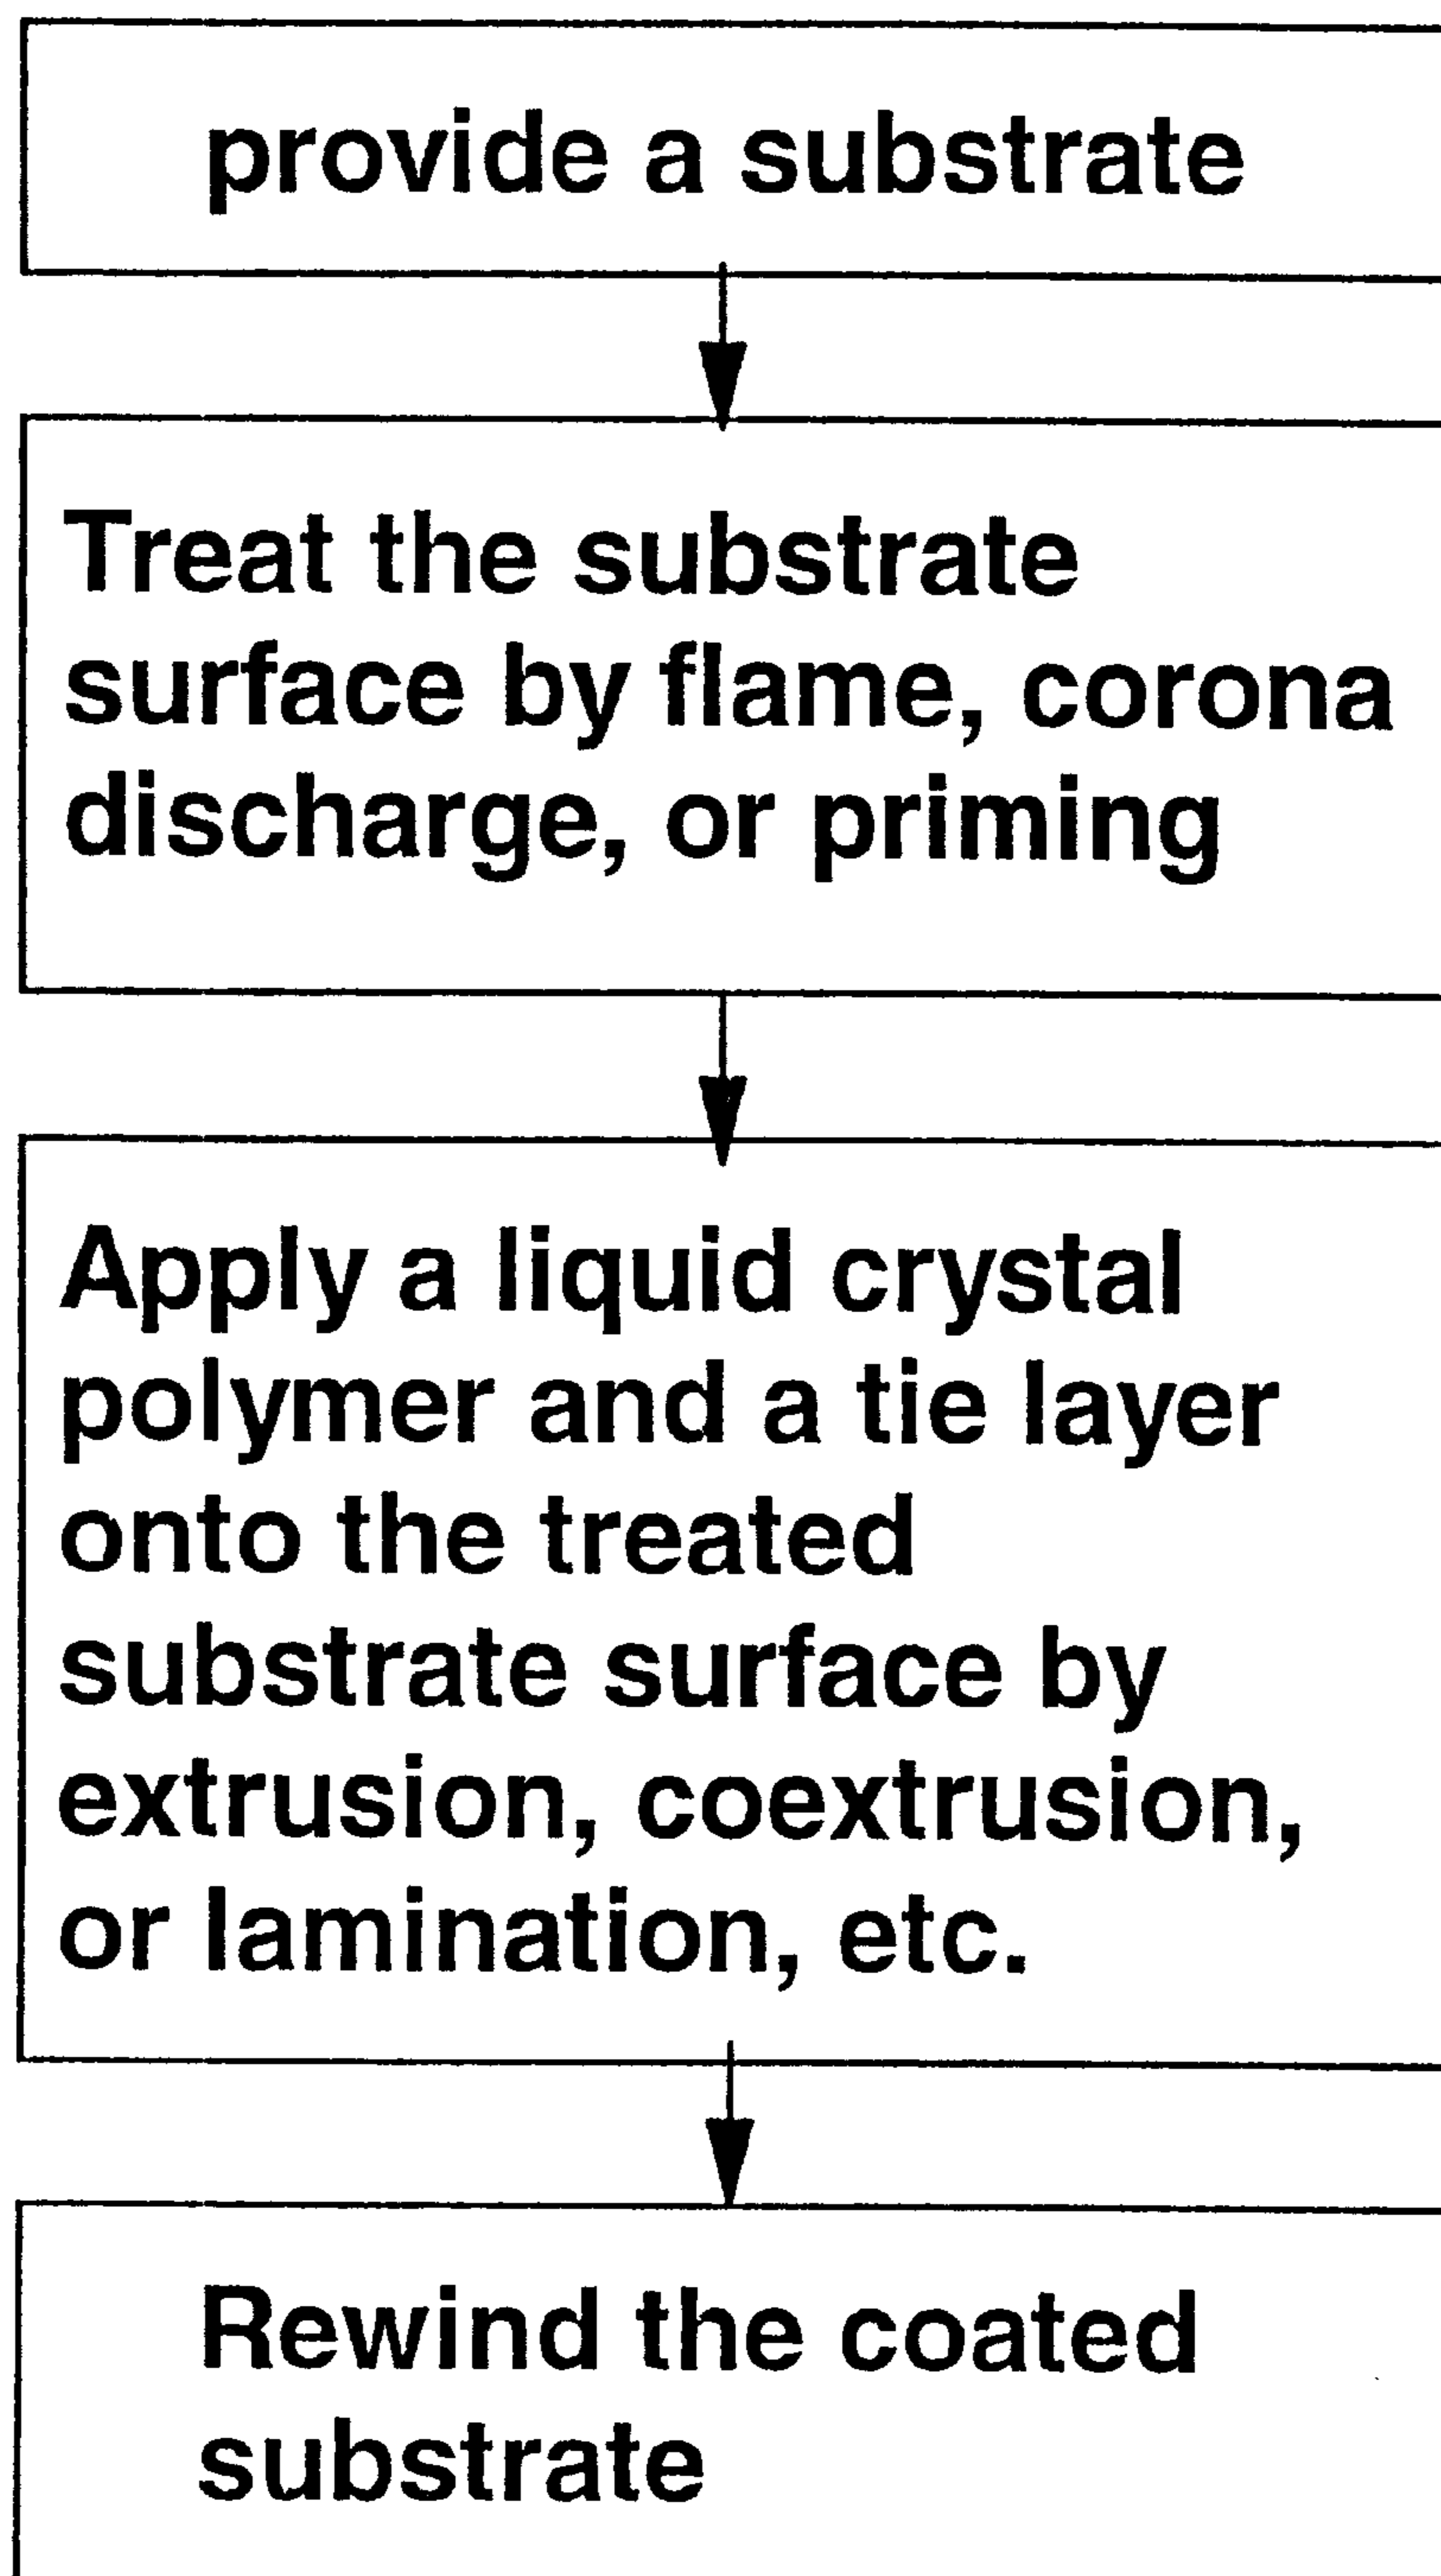 provide a substrate
Treat the substrate
surface by flame, corona
discharge, or priming
Apply a liquid crystal
polymer and a tie layer
onto the treated
substrate surface by
extrusion, coextrusion,
or lamination, etc.
Rewind the coated
substrate